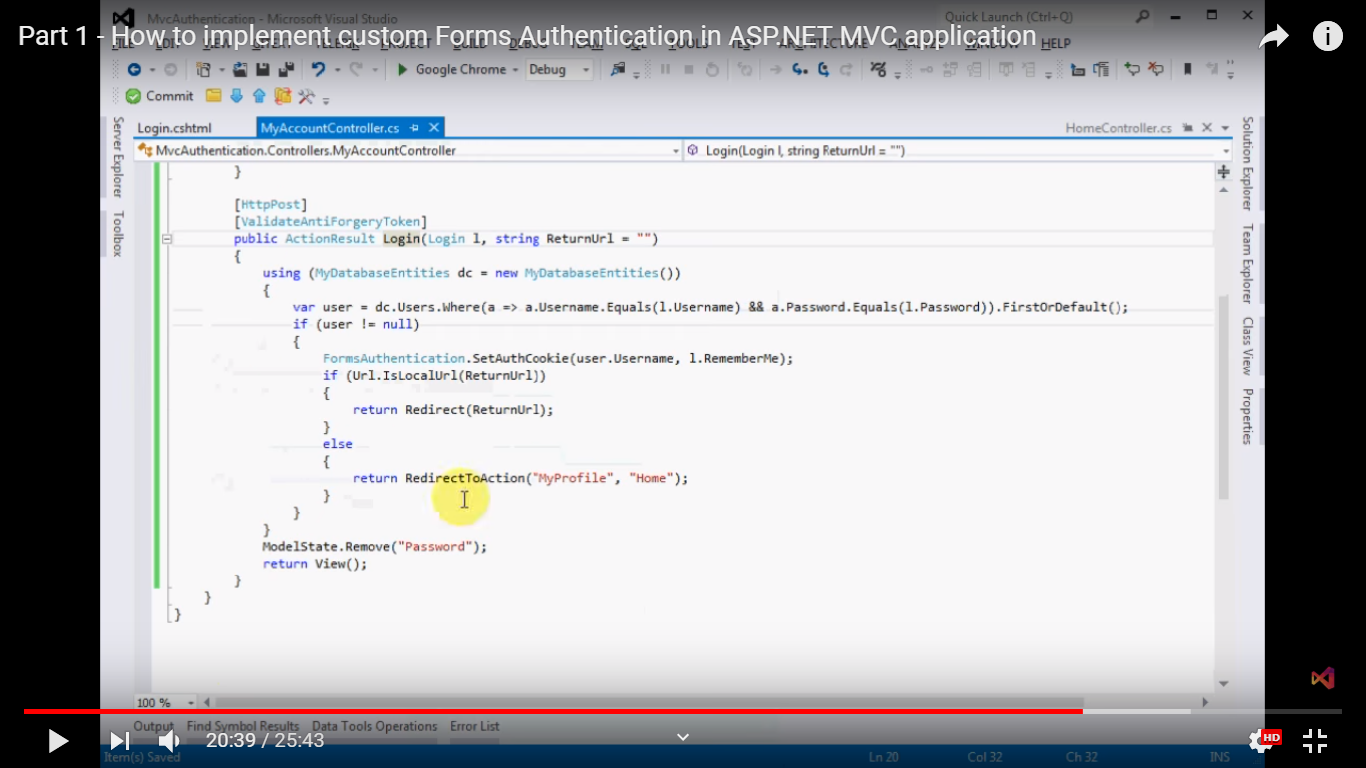 MvcAuthentication - Microsoft Visual Studio
Quick Launch (Ctrl+Q)
Part 1 - How to implement custom Forms Authentication in ASP.NET MVC application
HELP
Google Chrome
Debug
Commit
Login.cshtml
MyAccountController.cs
HomeController.cs
MvcAuthentication.Controllers.MyAccountController
Login(Login l, string ReturnUrl = "")
Server Explorer
Toolbox
Solution Explorer
Team Explorer
Class View
Properties
}
[HttpPost]
[ValidateAntiForgeryToken]
public ActionResult Login(Login l, string ReturnUrl = "")
{
using (MyDatabaseEntities dc = new MyDatabaseEntities())
{
var user = dc.Users.Where(a => a.Username.Equals(l.Username) && a.Password.Equals(l.Password)).FirstOrDefault();
if (user != null)
{
FormsAuthentication.SetAuthCookie(user.Username, l.RememberMe);
if (Url.IsLocalUrl(ReturnUrl))
{
return Redirect(ReturnUrl);
}
else
{
return RedirectToAction("MyProfile", "Home");
}
}
}
ModelState.Remove("Password");
return View();
}
}
}
100 %
Output Find Symbol Results Data Tools Operations Error List
20:39 / 25:43
HD
Item(s) Saved
Ln 20 Col 32 Ch 32 INS